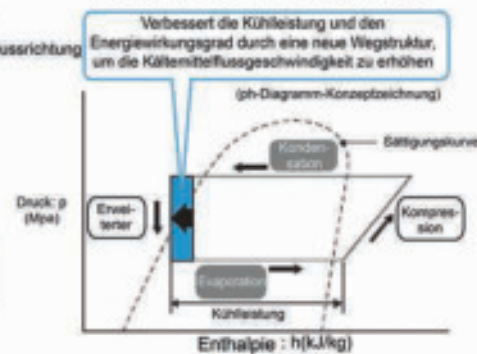 Verbessert die Kühlleistung und den
Energiewirkungsgrad durch eine neue Wegstruktur,
um die Kältemittelflussgeschwindigkeit zu erhöhen
ussrichtung
(ph-Diagramm-Konzeptzeichnung)
Sättigungskurve
Konden-
sation
Druck: p
(Mpa)
Erwei-
terter
Kompres-
sion
Evaporation
Kühlleistung
Enthalpie : h(kJ/kg)